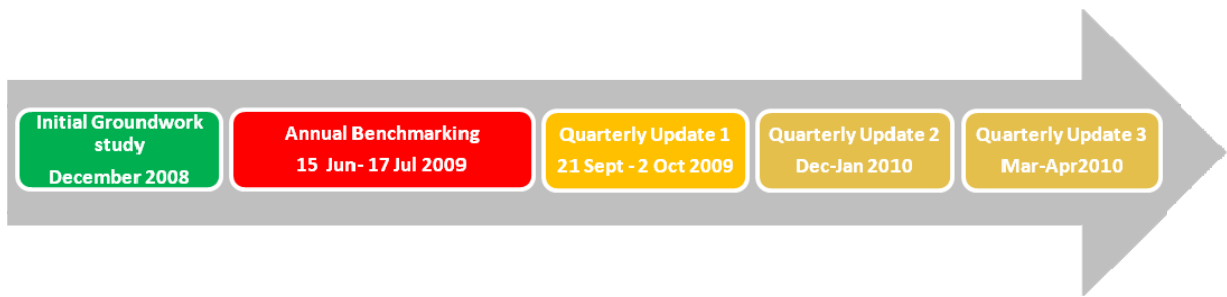 Initial Groundwork
study
December 2008
Annual Benchmarking
15 Jun- 17 Jul 2009
Quarterly Update 1
21 Sept - 2 Oct 2009
Quarterly Update 2
Dec-Jan 2010
Quarterly Update 3
Mar-Apr2010